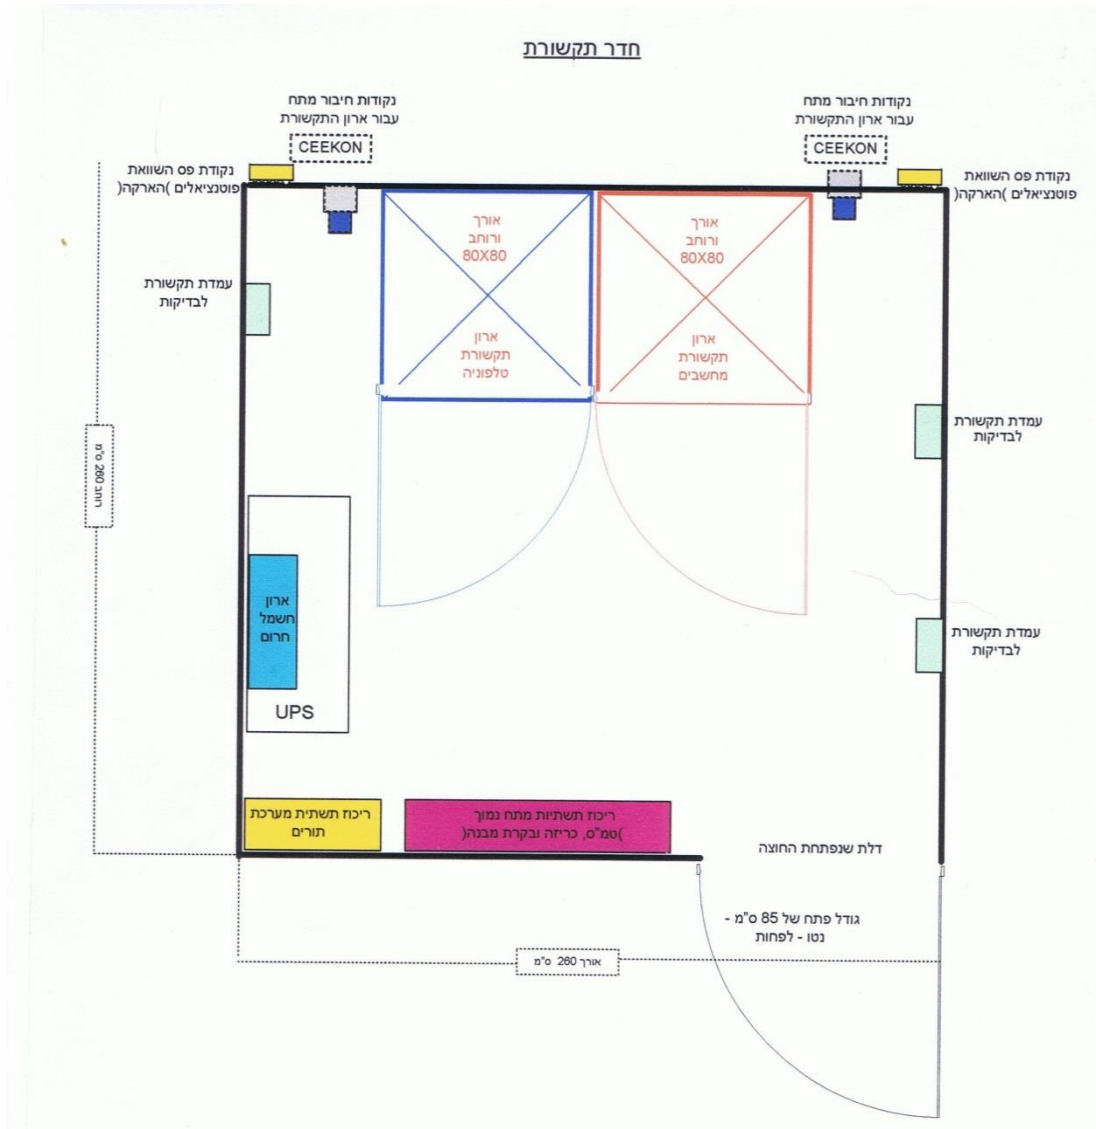 חדר תקשורת
נקודות חיבור מתח
עבור ארון התקשורת
CEEKON
נקודות חיבור מתח
עבור ארון התקשורת
CEEKON
נקודת פס השוואת
פוטנציאלים )הארקה(
נקודת פס השוואת
פוטנציאלים )הארקה(
אורך
ורוחב
80X80
ארון
תקשורת
מחשבים
אורך
ורוחב
80X80
ארון
תקשורת
טלפוניה
עמדת תקשורת
לבדיקות
עמדת תקשורת
לבדיקות
עמדת תקשורת
לבדיקות
רוחב 260 ס"מ
ארון
חשמל
חרום
UPS
ריכוז תשתיות מתח נמוך
)טמ"ס, כריזה ובקרת מבנה(
ריכוז תשתית מערכת
תורים
דלת שנפתחת החוצה
גודל פתח של 85 ס"מ -
נטו - לפחות
אורך 260 ס"מ